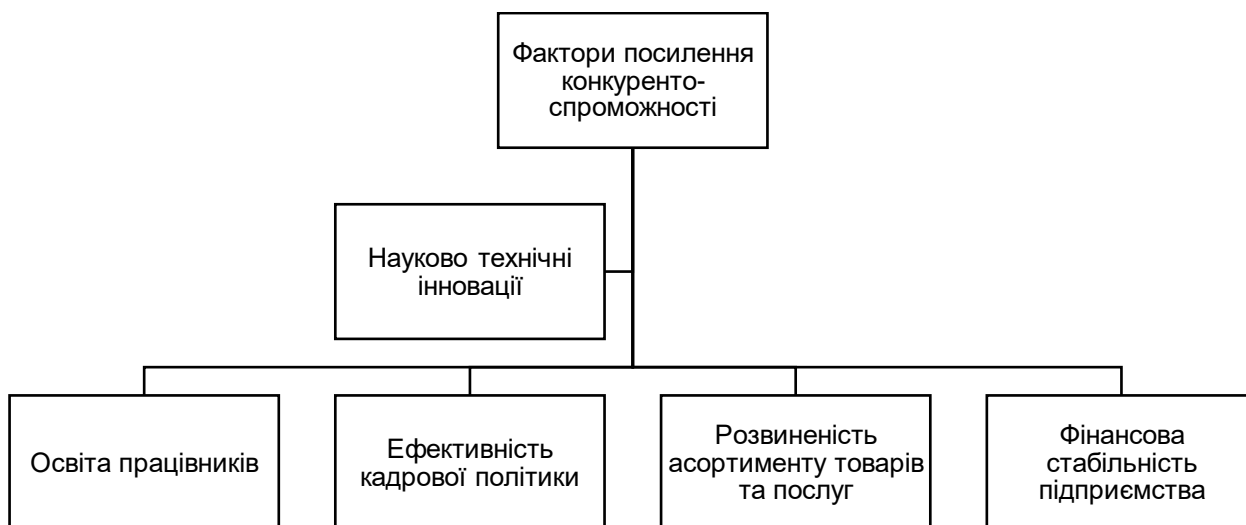 Фактори посилення
конкуренто-
спроможності
Науково технічні
інновації
Освіта працівників
Ефективність
кадрової політики
Розвиненість
асортименту товарів
та послуг
Фінансова
стабільність
підприємства